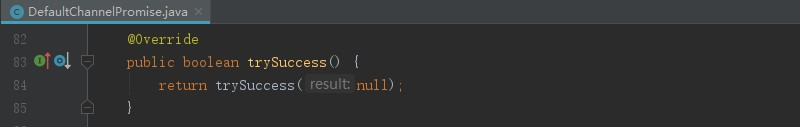 DefaultChannelPromise.java
82 @Override
83 public boolean trySuccess() {
84 return trySuccess( result: null);
85 }